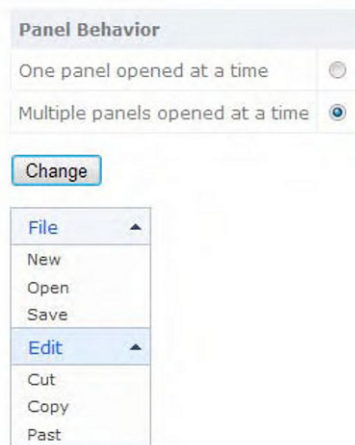 Panel Behavior
One panel opened at a time
Multiple panels opened at a time
Change
File
New
Open
Save
Edit
Cut
Copy
Past